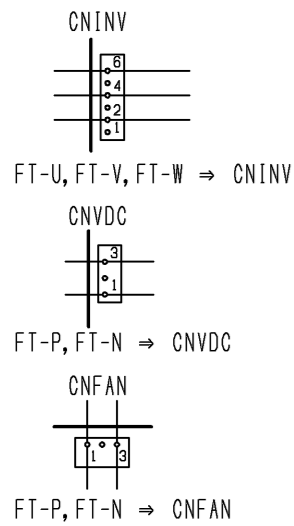 CNINV
6
4
2
1
FT-U,FT-V,FT-W ⇒ CNINV
CNVDC
3
1
FT-P,FT-N ⇒ CNVDC
CNFAN
1 3
FT-P,FT-N ⇒ CNFAN